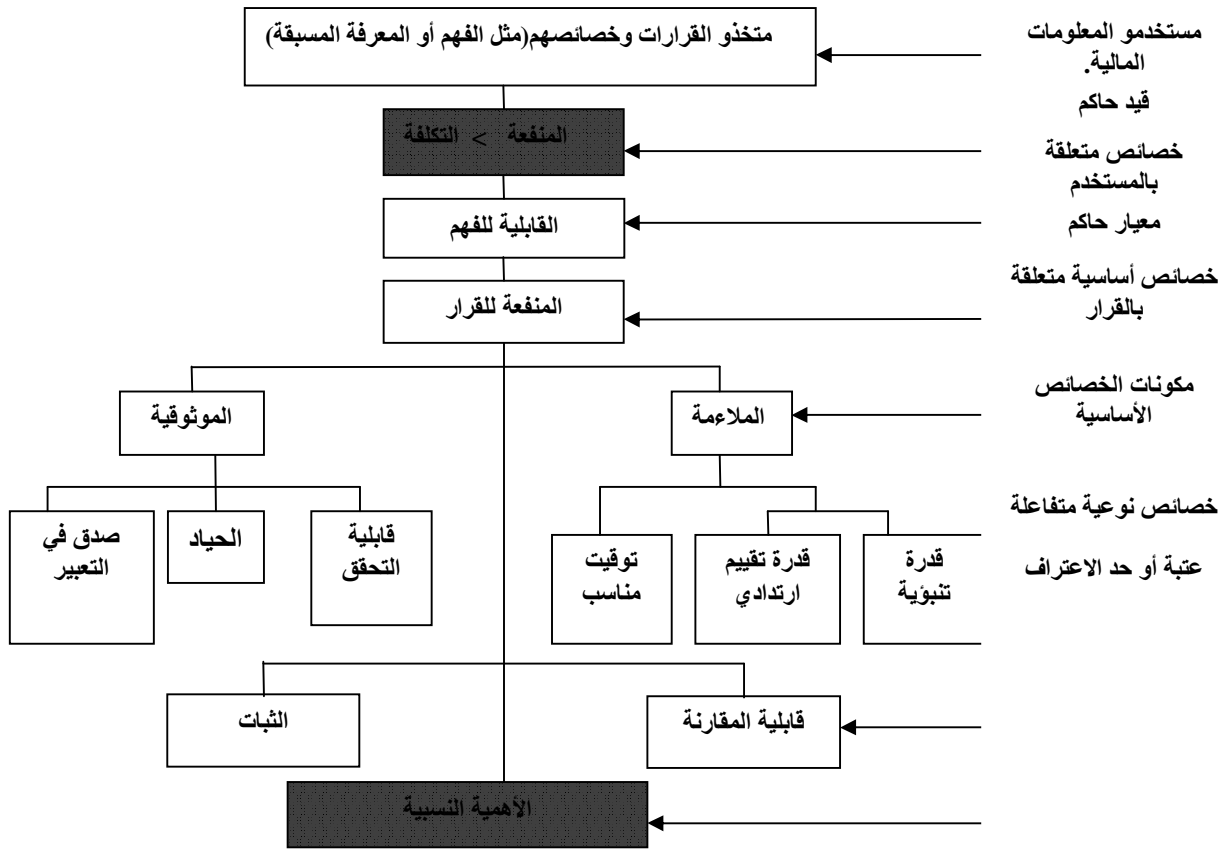 متخذو القرارات وخصائصهم(مثل الفهم أو المعرفة المسبقة)
مستخدمو المعلومات
المالية.
قيد حاكم
المنفعة > التكلفة
خصائص متعلقة
بالمستخدم
القابلية للفهم
معيار حاكم
المنفعة للقرار
خصائص أساسية متعلقة
بالقرار
مكونات الخصائص
الأساسية
الملاءمة
الموثوقية
خصائص نوعية متفاعلة
عتبة أو حد الاعتراف
قدرة
تنبؤية
قدرة تقييم
ارتدادي
توقيت
مناسب
قابلية
التحقق
الحياد
صدق في
التعبير
قابلية المقارنة
الثبات
الأهمية النسبية